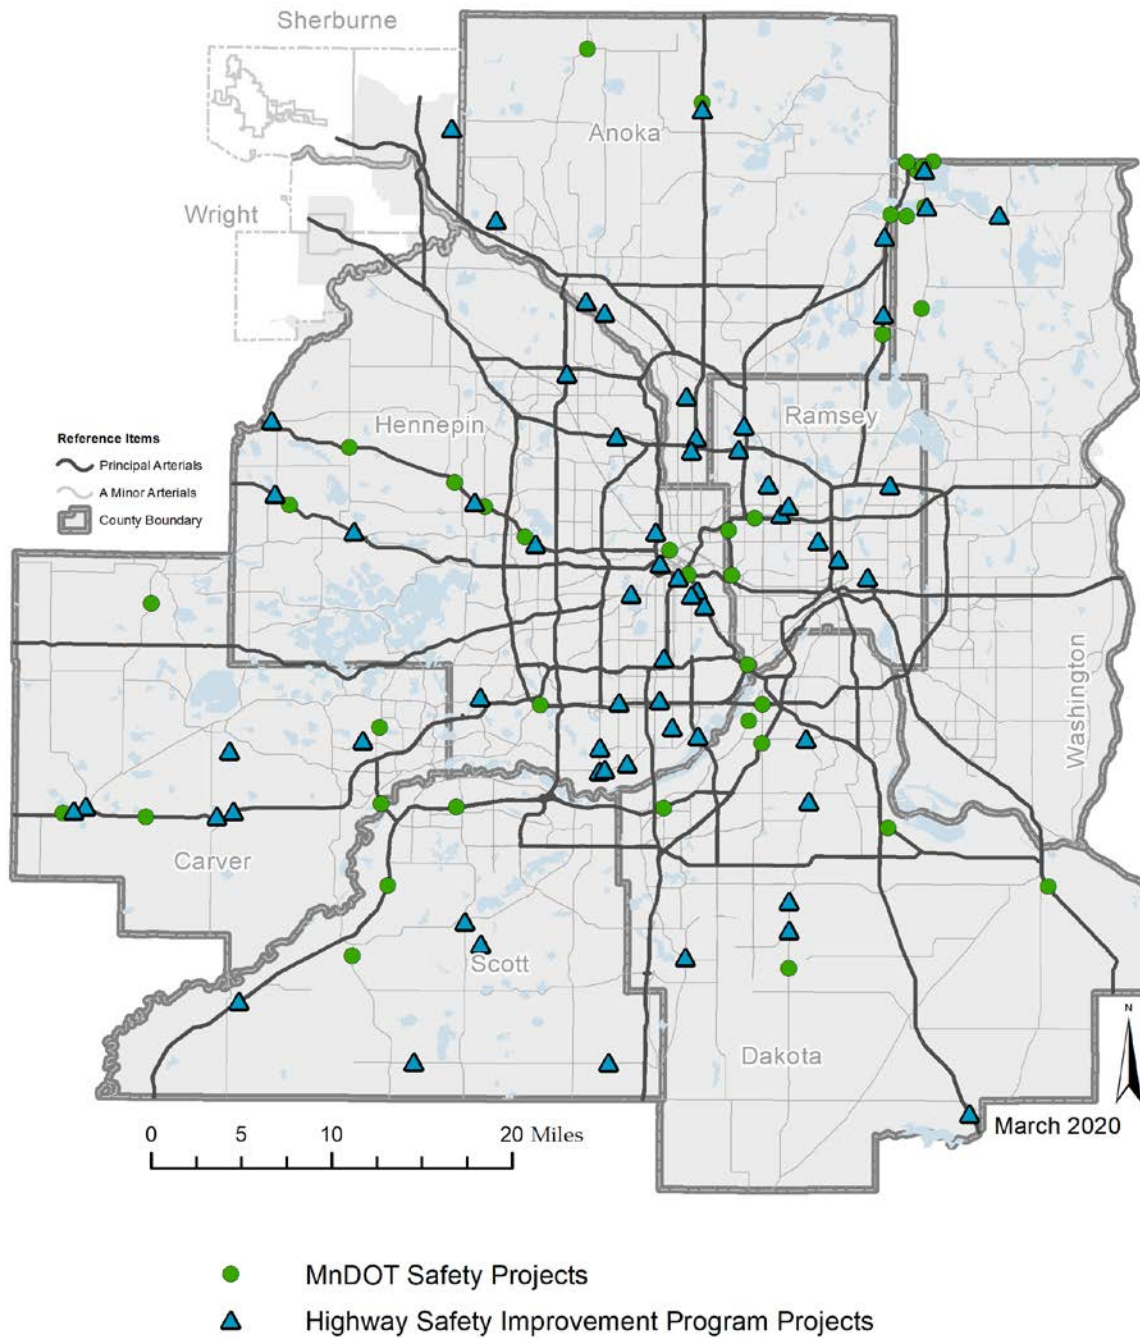 Sherburne
Anoka
Wright
Ramsey
Hennepin
Reference Items
Principal Arterials
A Minor Arterials
County Boundary
Washington
Carver
Scott
N
Dakota
March 2020
0 5 10 20 Miles
MnDOT Safety Projects
Highway Safety Improvement Program Projects